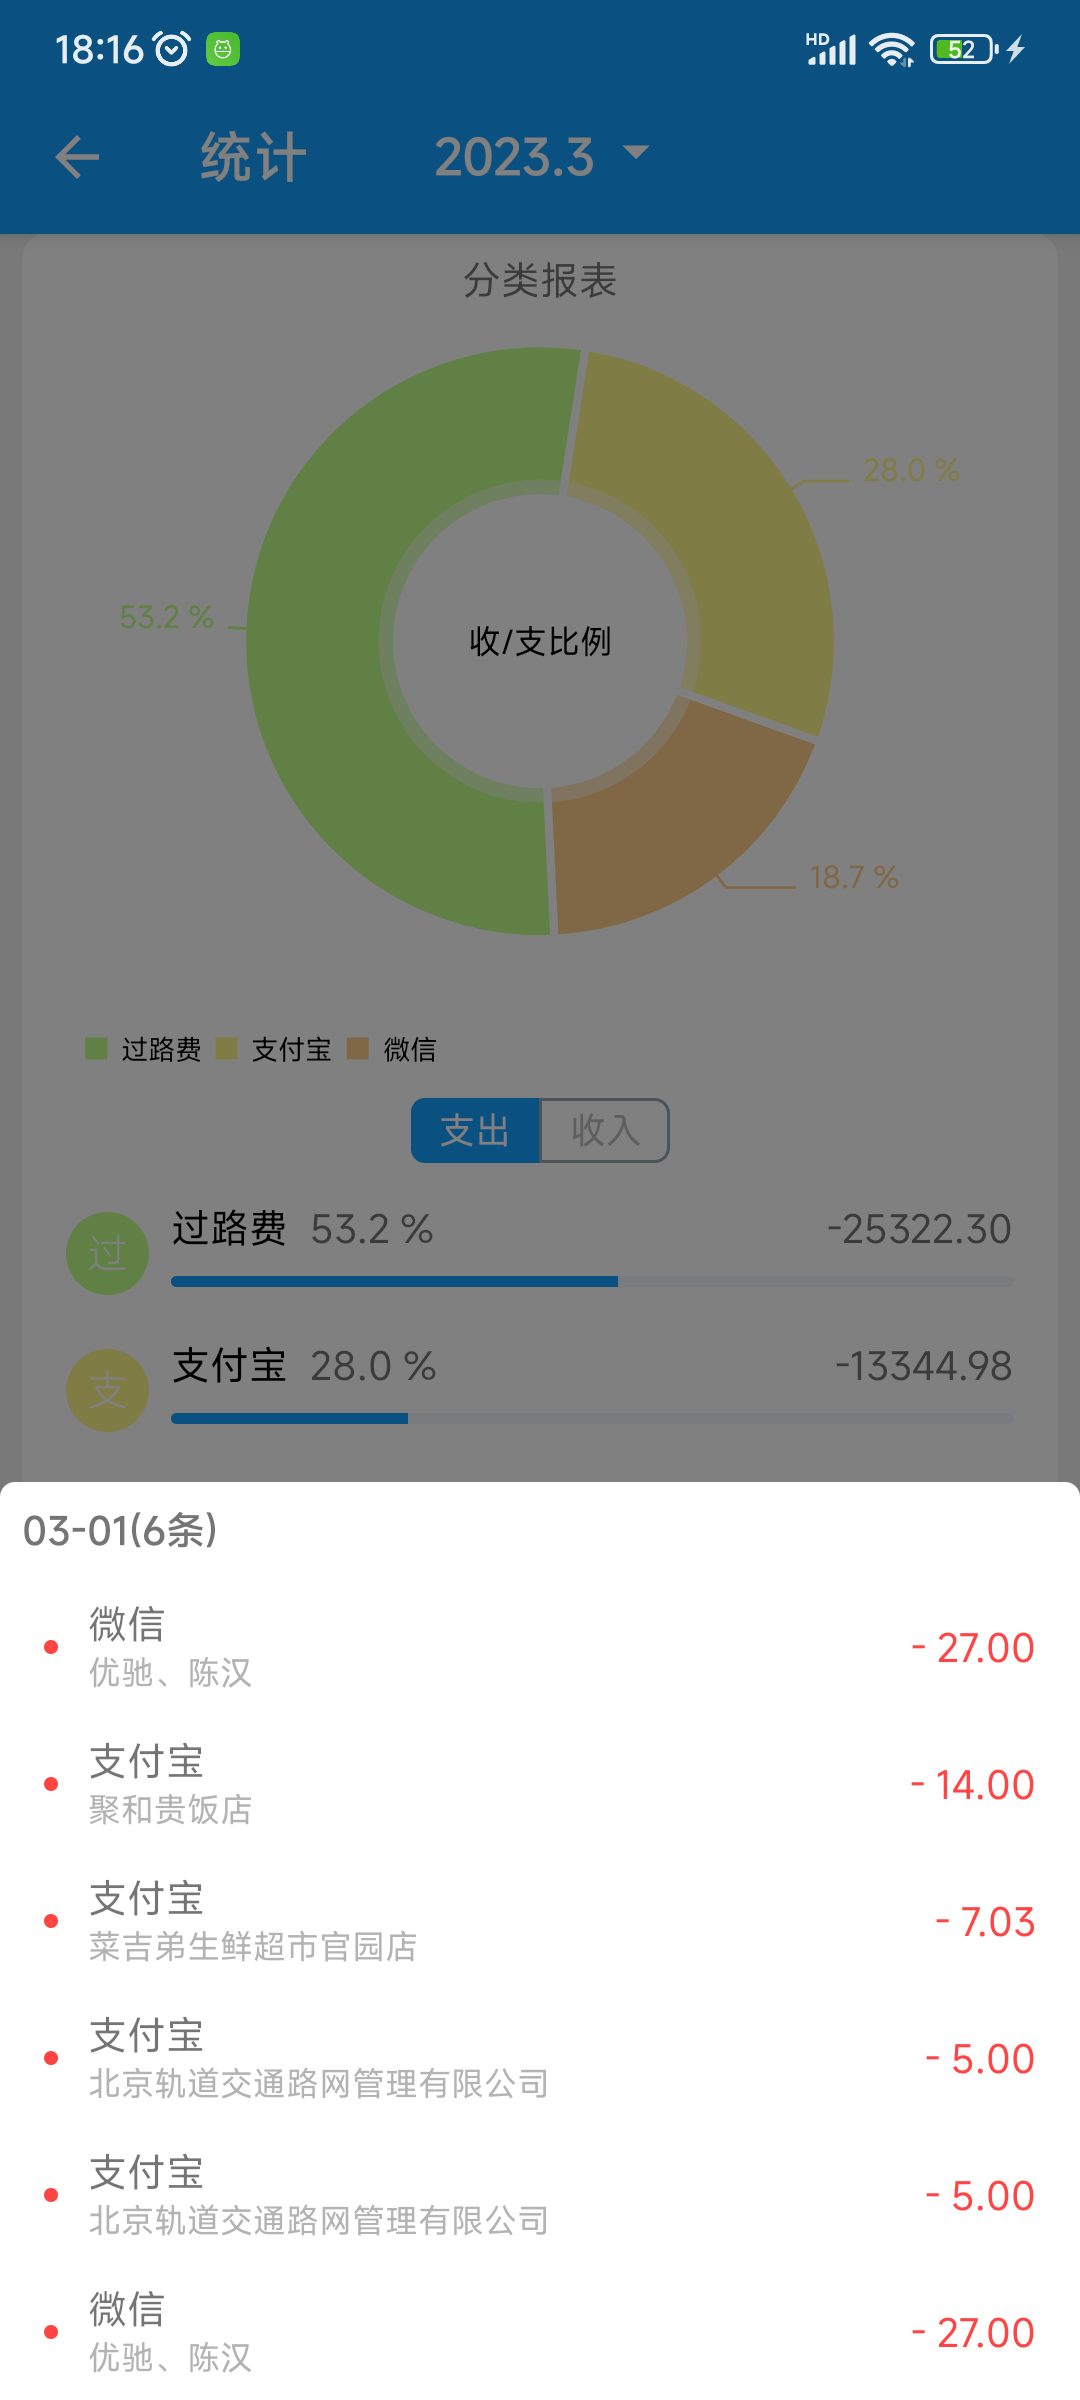 18:16
HD
52
统计
2023.3
分类报表
28.0 %
53.2 %
收/支比例
18.7 %
过路费 支付宝 微信
支出 收入
过 过路费 53.2 % -25322.30
支 支付宝 28.0 % -13344.98
03-01(6条)
微信
优驰、陈汉
- 27.00
支付宝
聚和贵饭店
- 14.00
支付宝
菜吉弟生鲜超市官园店
- 7.03
支付宝
北京轨道交通路网管理有限公司
- 5.00
支付宝
北京轨道交通路网管理有限公司
- 5.00
微信
优驰、陈汉
- 27.00